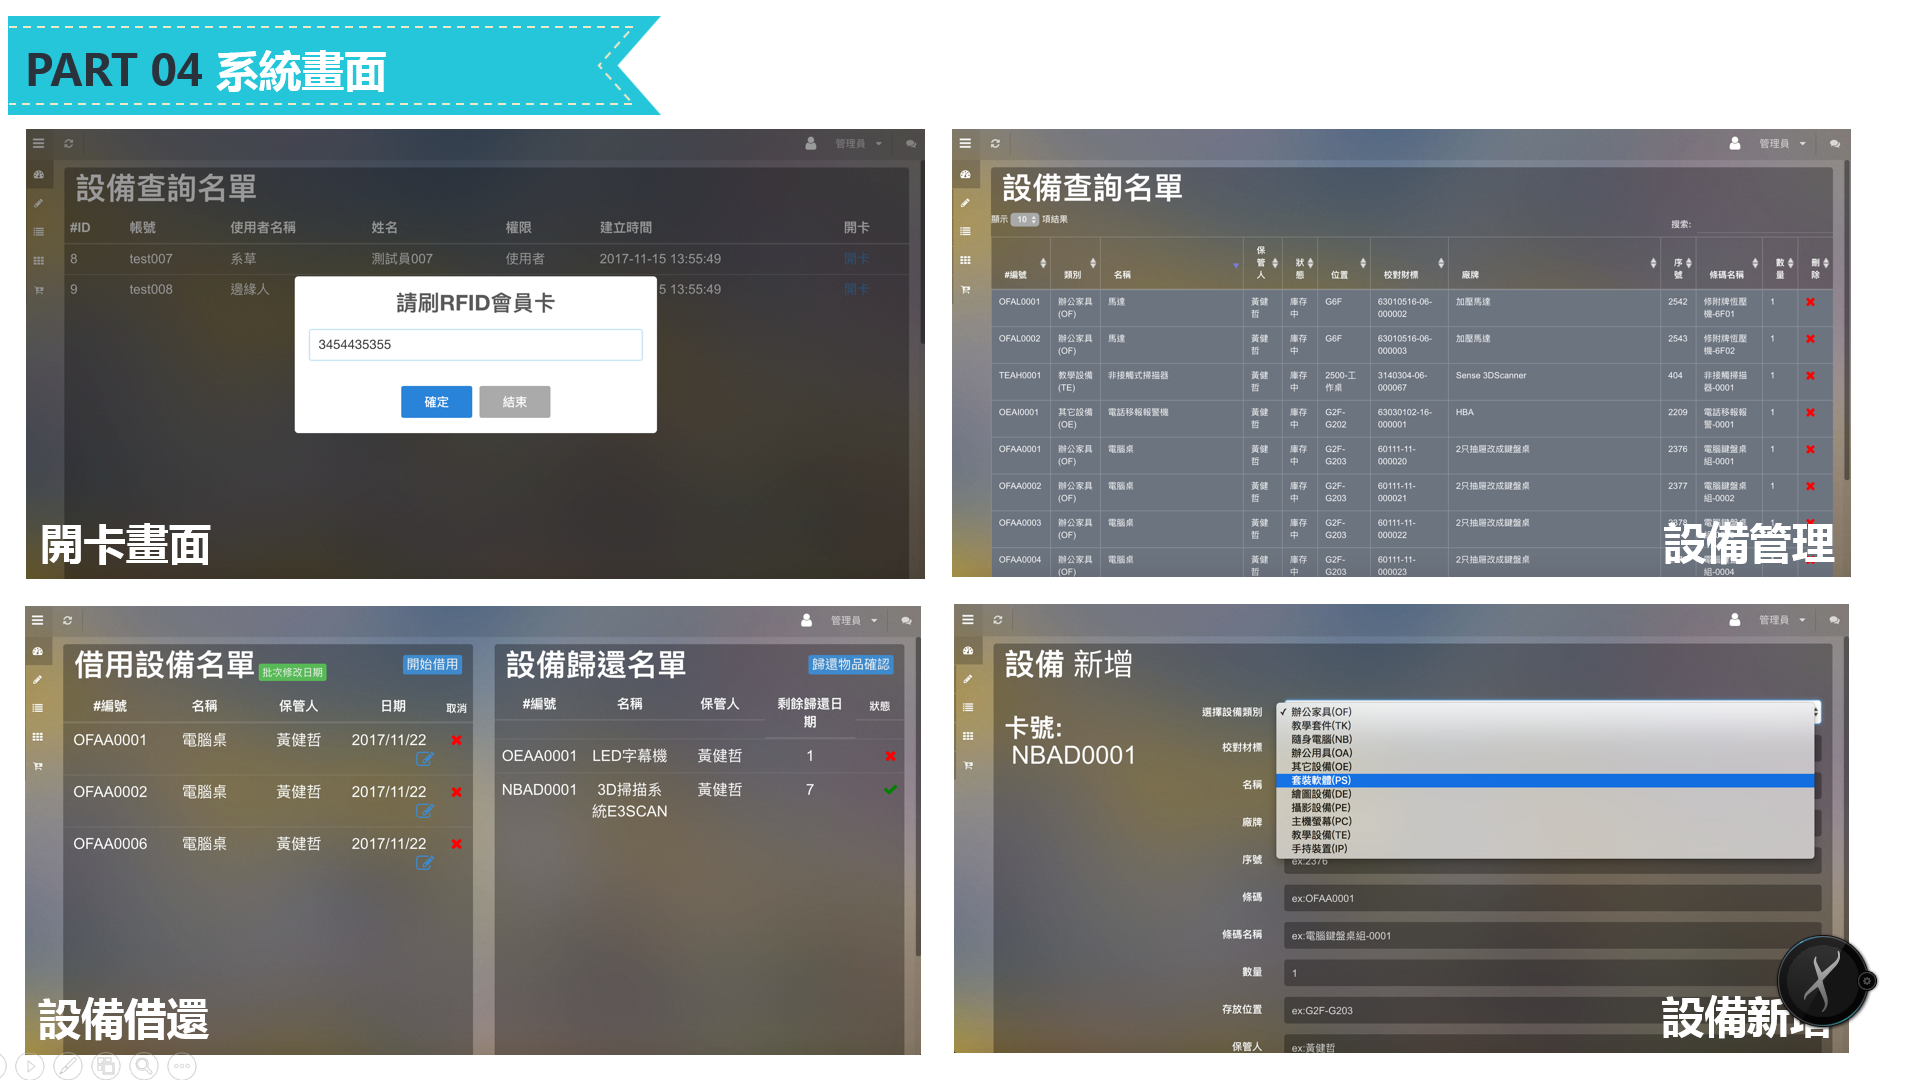 PART 04 系統畫面
管理員
設備查詢名單
#ID 帳號 使用者名稱 姓名 權限 建立時間 開卡
8 test007 系草 測試員007 使用者 2017-11-15 13:55:49 開卡
9 test008 邊緣人 5 13:55:49 開卡
請刷RFID會員卡
3454435355
確定 結束
開卡畫面
管理員
設備查詢名單
顯示 10 項結果
搜索:
#編號 類別 名稱 保管人 狀態 位置 校對財標 廠牌 序號 條碼名稱 數量 刪除
OFAL0001 辦公家具(OF) 馬達 黃健哲 庫存中 G6F 63010516-06-000002 加壓馬達 2542 修附牌恆壓機-6F01 1
OFAL0002 辦公家具(OF) 馬達 黃健哲 庫存中 G6F 63010516-06-000003 加壓馬達 2543 修附牌恆壓機-6F02 1
TEAH0001 教學設備(TE) 非接觸式掃描器 黃健哲 庫存中 2500-工作桌 3140304-06-000067 Sense 3DScanner 404 非接觸掃描器-0001 1
OEAI0001 其它設備(OE) 電話移報報警機 黃健哲 庫存中 G2F-G202 63030102-16-000001 HBA 2209 電話移報報警-0001 1
OFAA0001 辦公家具(OF) 電腦桌 黃健哲 庫存中 G2F-G203 60111-11-000020 2只抽屜改成鍵盤桌 2376 電腦鍵盤桌組-0001 1
OFAA0002 辦公家具(OF) 電腦桌 黃健哲 庫存中 G2F-G203 60111-11-000021 2只抽屜改成鍵盤桌 2377 電腦鍵盤桌組-0002 1
OFAA0003 辦公家具(OF) 電腦桌 黃健哲 庫存中 G2F-G203 60111-11-000022 2只抽屜改成鍵盤桌
OFAA0004 辦公家具(OF) 電腦桌 黃健哲 庫存中 G2F-G203 60111-11-000023 2只抽屜改成鍵盤桌 組-0004
設備管理
管理員
借用設備名單 批次修改日期 開始借用
#編號 名稱 保管人 日期 取消
OFAA0001 電腦桌 黃健哲 2017/11/22
OFAA0002 電腦桌 黃健哲 2017/11/22
OFAA0006 電腦桌 黃健哲 2017/11/22
設備歸還名單 歸還物品確認
#編號 名稱 保管人 剩餘歸還日期 狀態
OEAA0001 LED字幕機 黃健哲 1
NBAD0001 3D掃描系統E3SCAN 黃健哲 7
設備借還
管理員
設備 新增
卡號:
NBAD0001
選擇設備類別
✓ 辦公家具(OF)
教學套件(TK)
隨身電腦(NB)
辦公用具(OA)
其它設備(OE)
套裝軟體(PS)
繪圖設備(DE)
攝影設備(PE)
主機螢幕(PC)
教學設備(TE)
手持裝置(IP)
校對財標
名稱
廠牌
序號 ex:2376
條碼 ex:OFAA0001
條碼名稱 ex:電腦鍵盤桌組-0001
數量 1
存放位置 ex:G2F-G203
保管人 ex:黃健哲
設備新增